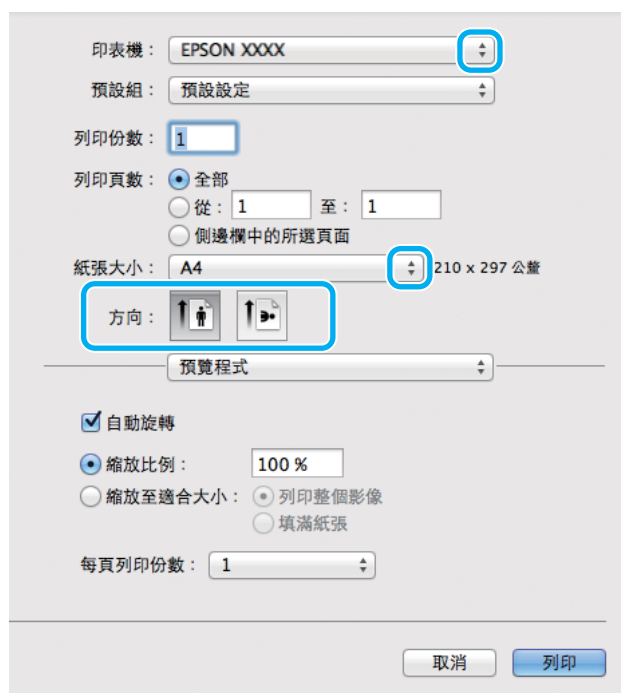 印表機： EPSON XXXX
預設組： 預設設定
列印份數： 1
列印頁數： 全部
從： 1 至： 1
側邊欄中的所選頁面
紙張大小： A4 210 x 297 公釐
方向：
預覽程式
自動旋轉
縮放比例： 100 %
縮放至適合大小： 列印整個影像
填滿紙張
每頁列印份數： 1
取消 列印